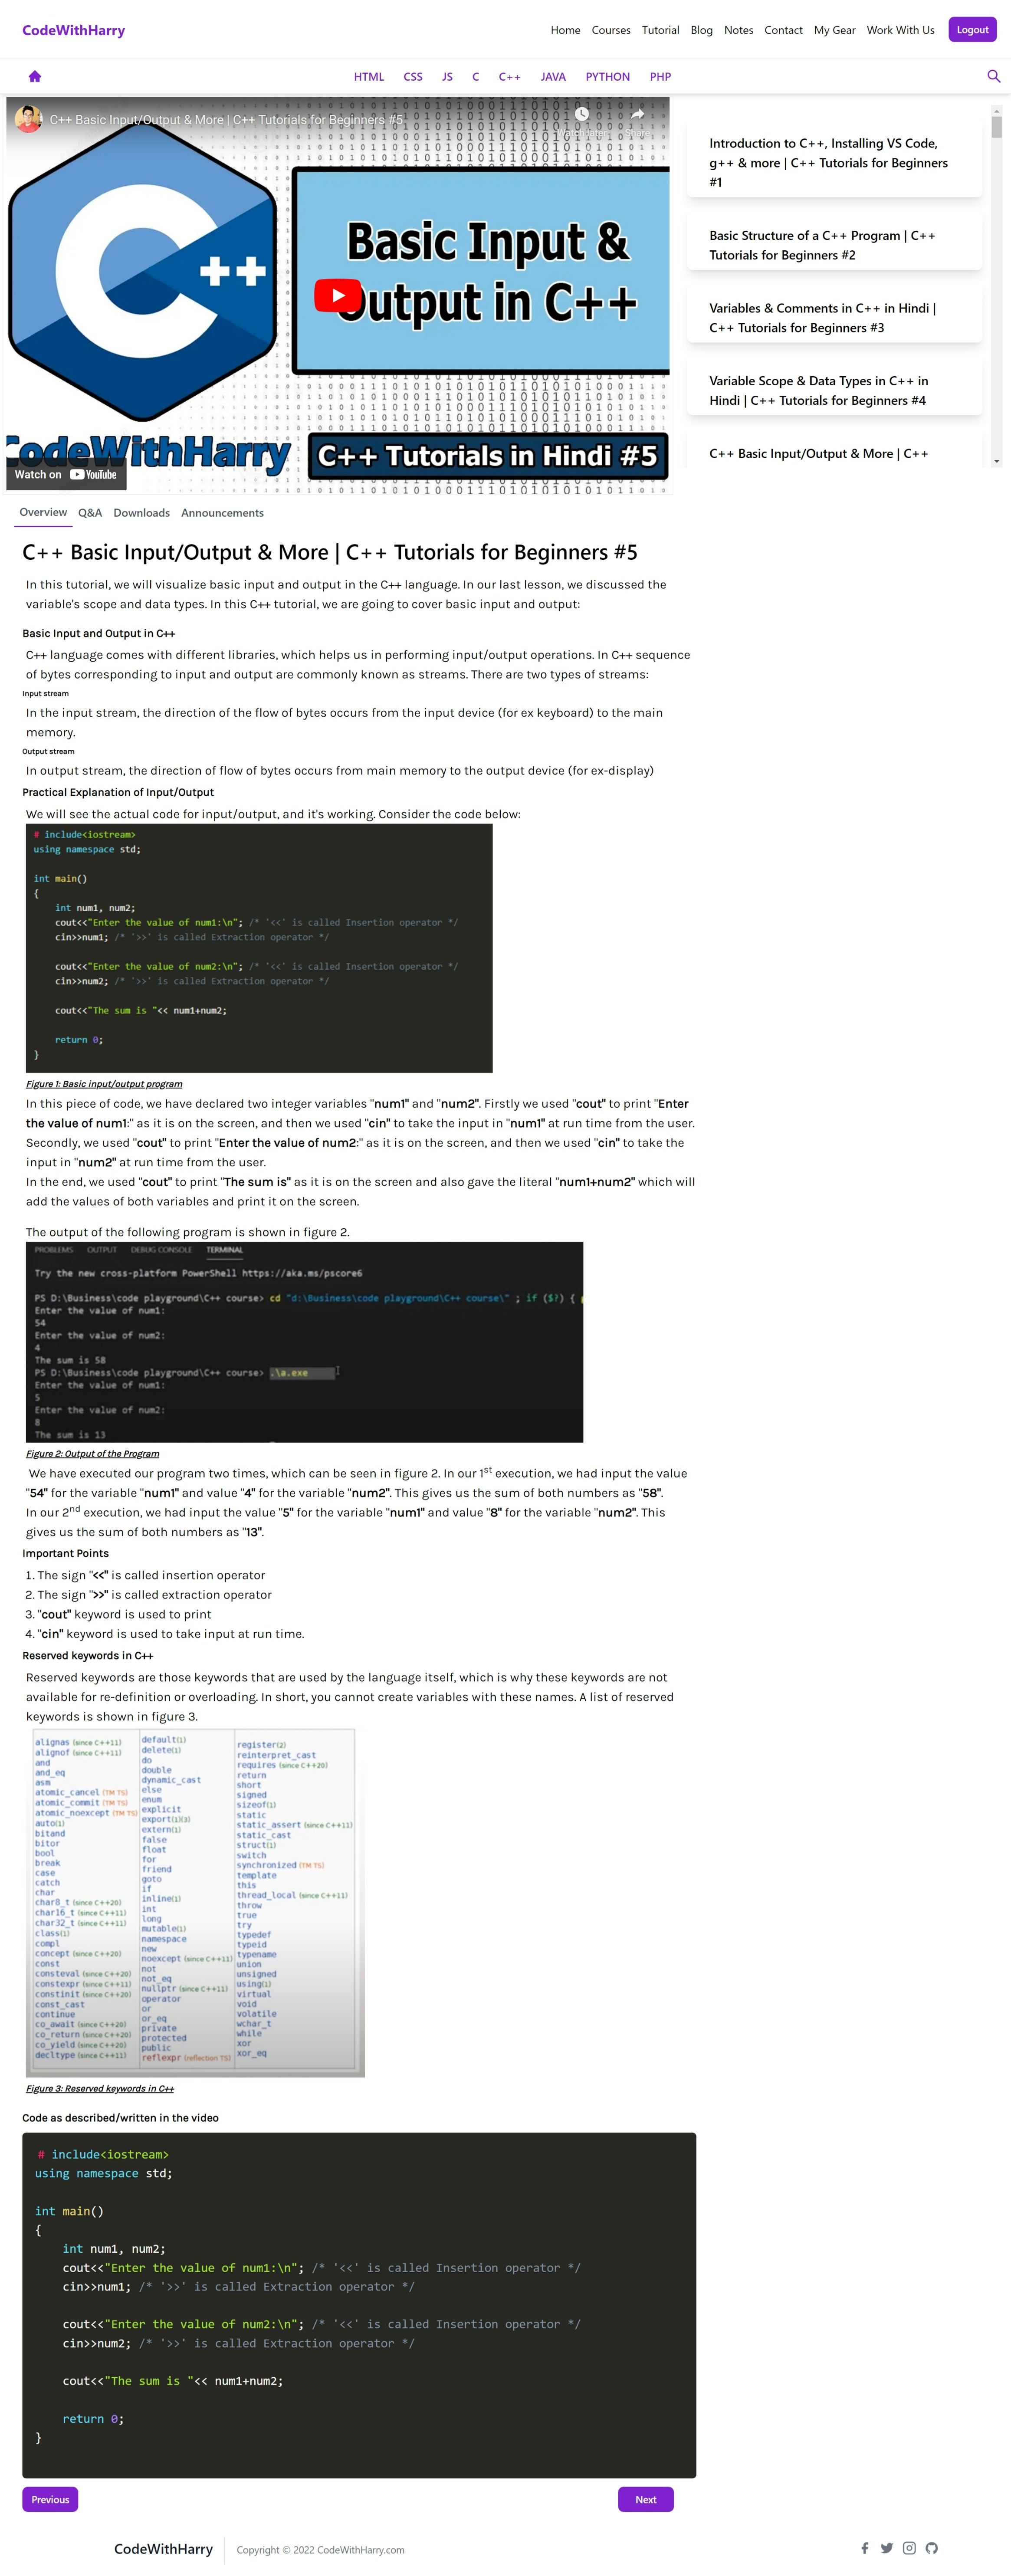 CodeWithHarry
Home Courses Tutorial Blog Notes Contact My Gear Work With Us Logout
HTML CSS JS C C++ JAVA PYTHON PHP
C++ Basic Input/Output & More | C++ Tutorials for Beginners #5
++
Basic Input &
Output in C++
CodeWithHarry
C++ Tutorials in Hindi #5
Watch on YouTube
Introduction to C++, Installing VS Code,
g++ & more | C++ Tutorials for Beginners
#1
Basic Structure of a C++ Program | C++
Tutorials for Beginners #2
Variables & Comments in C++ in Hindi |
C++ Tutorials for Beginners #3
Variable Scope & Data Types in C++ in
Hindi | C++ Tutorials for Beginners #4
C++ Basic Input/Output & More | C++
Overview Q&A Downloads Announcements
C++ Basic Input/Output & More | C++ Tutorials for Beginners #5
In this tutorial, we will visualize basic input and output in the C++ language. In our last lesson, we discussed the
variable's scope and data types. In this C++ tutorial, we are going to cover basic input and output:
Basic Input and Output in C++
C++ language comes with different libraries, which helps us in performing input/output operations. In C++ sequence
of bytes corresponding to input and output are commonly known as streams. There are two types of streams:
Input stream
In the input stream, the direction of the flow of bytes occurs from the input device (for ex keyboard) to the main
memory.
Output stream
In output stream, the direction of flow of bytes occurs from main memory to the output device (for ex-display)
Practical Explanation of Input/Output
We will see the actual code for input/output, and it's working. Consider the code below:
# include<iostream>
using namespace std;
int main()
{
int num1, num2;
cout<<"Enter the value of num1:\n"; /* '<<' is called Insertion operator */
cin>>num1; /* '>>' is called Extraction operator */
cout<<"Enter the value of num2:\n"; /* '<<' is called Insertion operator */
cin>>num2; /* '>>' is called Extraction operator */
cout<<"The sum is "<< num1+num2;
return 0;
}
Figure 1: Basic input/output program
In this piece of code, we have declared two integer variables "num1" and "num2". Firstly we used "cout" to print "Enter
the value of num1:" as it is on the screen, and then we used "cin" to take the input in "num1" at run time from the user.
Secondly, we used "cout" to print "Enter the value of num2:" as it is on the screen, and then we used "cin" to take the
input in "num2" at run time from the user.
In the end, we used "cout" to print "The sum is" as it is on the screen and also gave the literal "num1+num2" which will
add the values of both variables and print it on the screen.
The output of the following program is shown in figure 2.
PROBLEMS OUTPUT DEBUG CONSOLE TERMINAL
Try the new cross-platform PowerShell https://aka.ms/pscore6
PS D:\Business\code playground\C++ course> cd "d:\Business\code playground\C++ course\" ; if ($?) {
Enter the value of num1:
54
Enter the value of num2:
4
The sum is 58
PS D:\Business\code playground\C++ course> .\a.exe
Enter the value of num1:
5
Enter the value of num2:
8
The sum is 13
Figure 2: Output of the Program
We have executed our program two times, which can be seen in figure 2. In our 1st execution, we had input the value
"54" for the variable "num1" and value "4" for the variable "num2". This gives us the sum of both numbers as "58".
In our 2nd execution, we had input the value "5" for the variable "num1" and value "8" for the variable "num2". This
gives us the sum of both numbers as "13".
Important Points
1. The sign "<<" is called insertion operator
2. The sign ">>" is called extraction operator
3. "cout" keyword is used to print
4. "cin" keyword is used to take input at run time.
Reserved keywords in C++
Reserved keywords are those keywords that are used by the language itself, which is why these keywords are not
available for re-definition or overloading. In short, you cannot create variables with these names. A list of reserved
keywords is shown in figure 3.
alignas (since C++11)
alignof (since C++11)
and
and_eq
asm
atomic_cancel (TM TS)
atomic_commit (TM TS)
atomic_noexcept (TM TS)
auto(1)
bitand
bitor
bool
break
case
catch
char
char8_t (since C++20)
char16_t (since C++11)
char32_t (since C++11)
class(1)
compl
concept (since C++20)
const
consteval (since C++20)
constexpr (since C++11)
constinit (since C++20)
const_cast
continue
co_await (since C++20)
co_return (since C++20)
co_yield (since C++20)
decltype (since C++11)
default(1)
delete(1)
do
double
dynamic_cast
else
enum
explicit
export(1)(3)
extern(1)
false
float
for
friend
goto
if
inline(1)
int
long
mutable(1)
namespace
new
noexcept (since C++11)
not
not_eq
nullptr (since C++11)
operator
or
or_eq
private
protected
public
reflexpr (reflection TS)
register(2)
reinterpret_cast
requires (since C++20)
return
short
signed
sizeof(1)
static
static_assert (since C++11)
static_cast
struct(1)
switch
synchronized (TM TS)
template
this
thread_local (since C++11)
throw
true
try
typedef
typeid
typename
union
unsigned
using(1)
virtual
void
volatile
wchar_t
while
xor
xor_eq
Figure 3: Reserved keywords in C++
Code as described/written in the video
# include<iostream>
using namespace std;
int main()
{
int num1, num2;
cout<<"Enter the value of num1:\n"; /* '<<' is called Insertion operator */
cin>>num1; /* '>>' is called Extraction operator */
cout<<"Enter the value of num2:\n"; /* '<<' is called Insertion operator */
cin>>num2; /* '>>' is called Extraction operator */
cout<<"The sum is "<< num1+num2;
return 0;
}
Previous Next
CodeWithHarry Copyright © 2022 CodeWithHarry.com